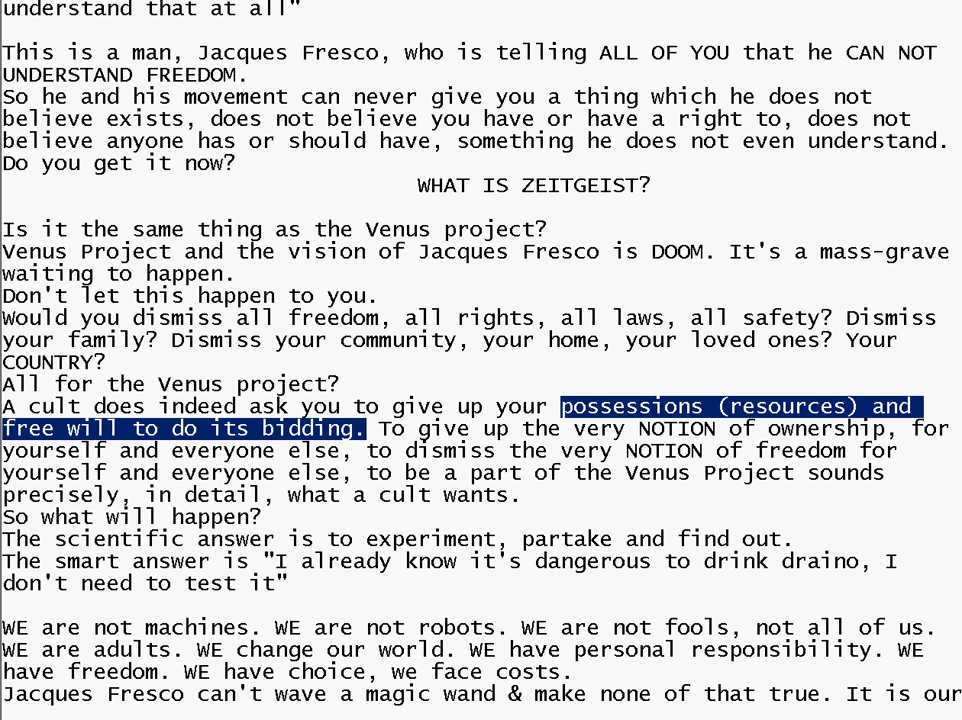 understand that at all"
This is a man, Jacques Fresco, who is telling ALL OF YOU that he CAN NOT
UNDERSTAND FREEDOM.
So he and his movement can never give you a thing which he does not
believe exists, does not believe you have or have a right to, does not
believe anyone has or should have, something he does not even understand.
Do you get it now?
WHAT IS ZEITGEIST?
Is it the same thing as the Venus project?
Venus Project and the vision of Jacques Fresco is DOOM. It's a mass-grave
waiting to happen.
Don't let this happen to you.
Would you dismiss all freedom, all rights, all laws, all safety? Dismiss
your family? Dismiss your community, your home, your loved ones? Your
COUNTRY?
All for the Venus project?
A cult does indeed ask you to give up your possessions (resources) and
free will to do its bidding. To give up the very NOTION of ownership, for
yourself and everyone else, to dismiss the very NOTION of freedom for
yourself and everyone else, to be a part of the Venus Project sounds
precisely, in detail, what a cult wants.
So what will happen?
The scientific answer is to experiment, partake and find out.
The smart answer is "I already know it's dangerous to drink draino, I
don't need to test it"
WE are not machines. WE are not robots. WE are not fools, not all of us.
WE are adults. WE change our world. WE have personal responsibility. WE
have freedom. WE have choice, we face costs.
Jacques Fresco can't wave a magic wand & make none of that true. It is our